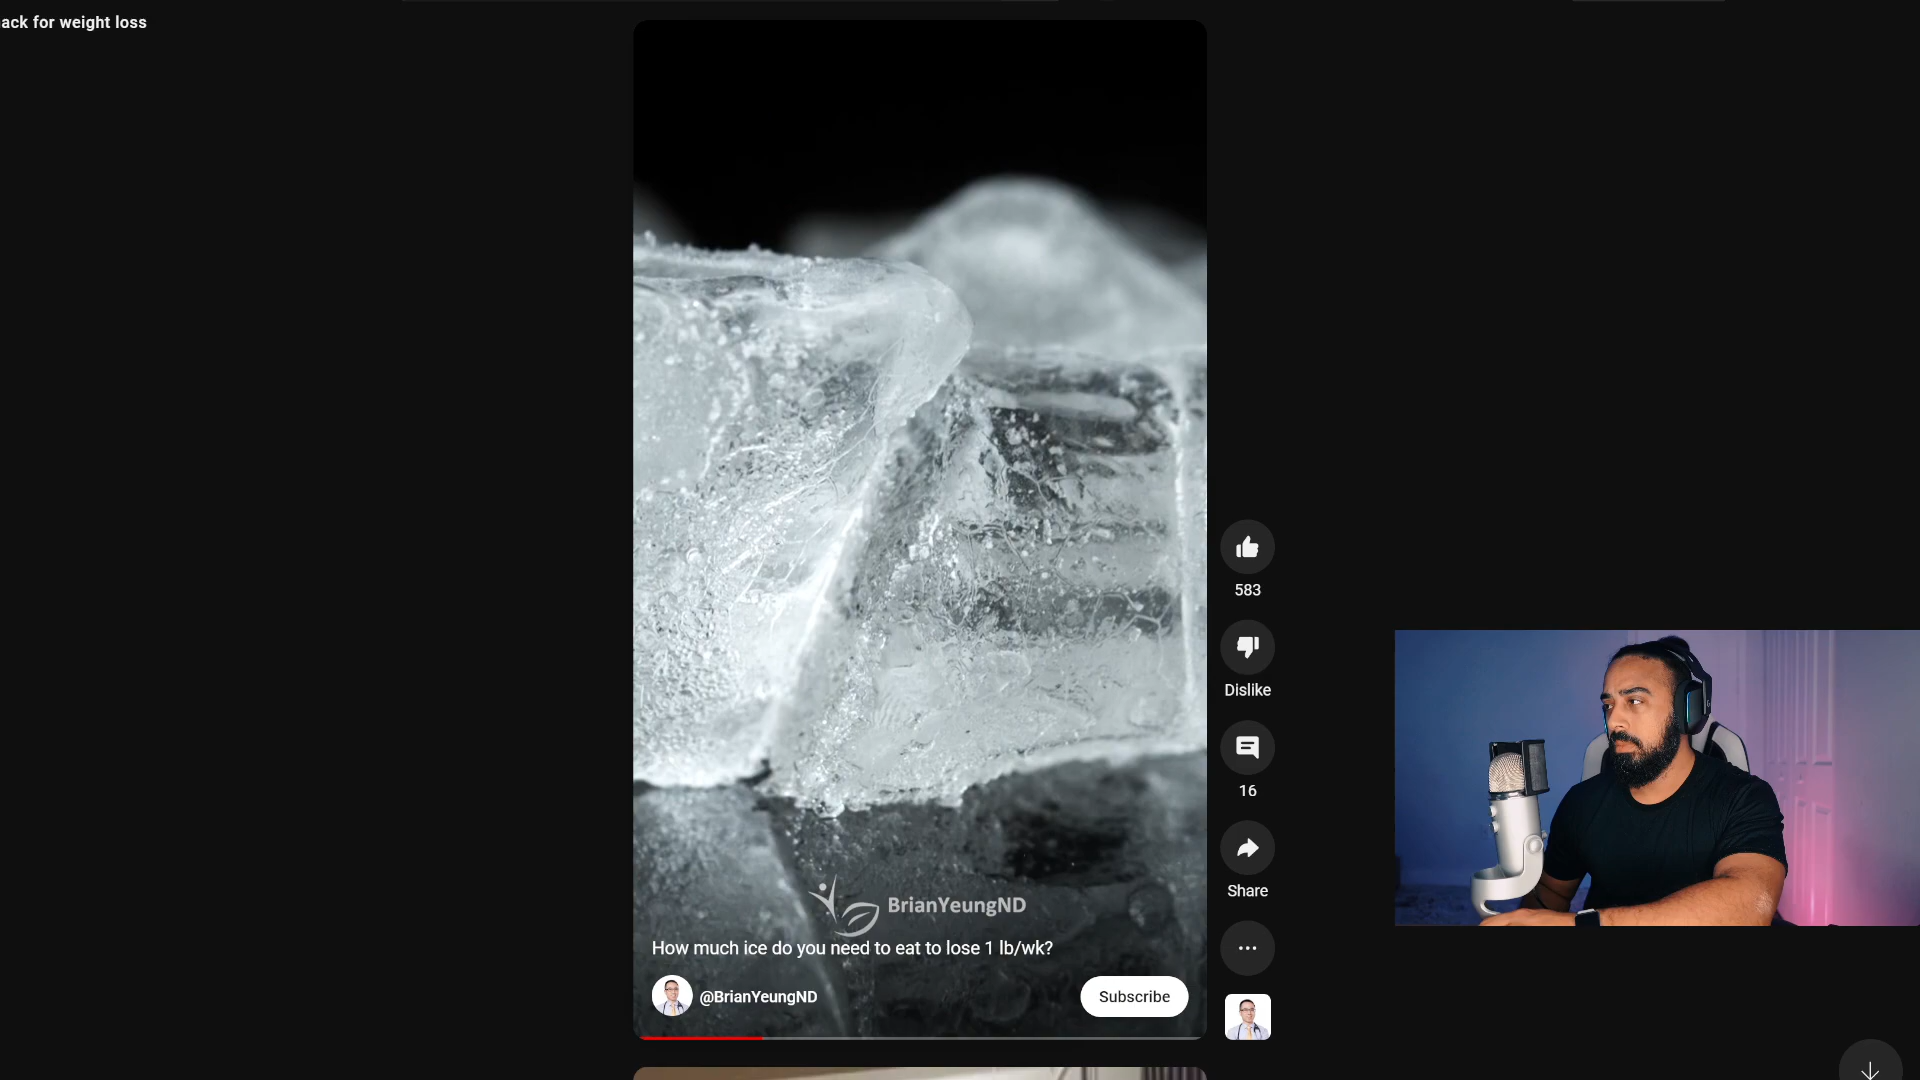 ack for weight loss
583
Dislike
16
Share
BrianYeungND
How much ice do you need to eat to lose 1 lb/wk?
@BrianYeungND
Subscribe